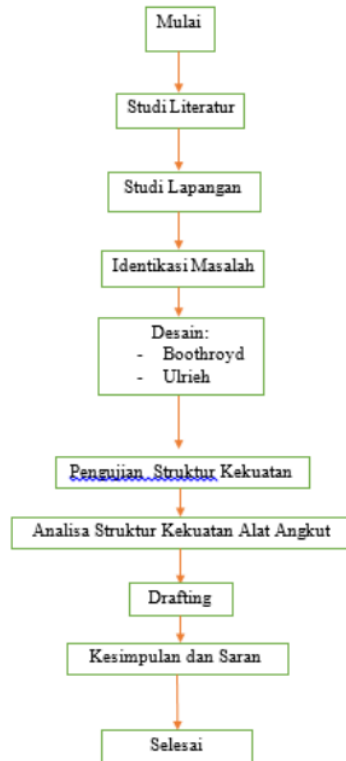 Mulai
Studi Literatur
Studi Lapangan
Identikasi Masalah
Desain:
- Boothroyd
- Ulrieh
Pengujian Struktur Kekuatan
Analisa Struktur Kekuatan Alat Angkut
Drafting
Kesimpulan dan Saran
Selesai